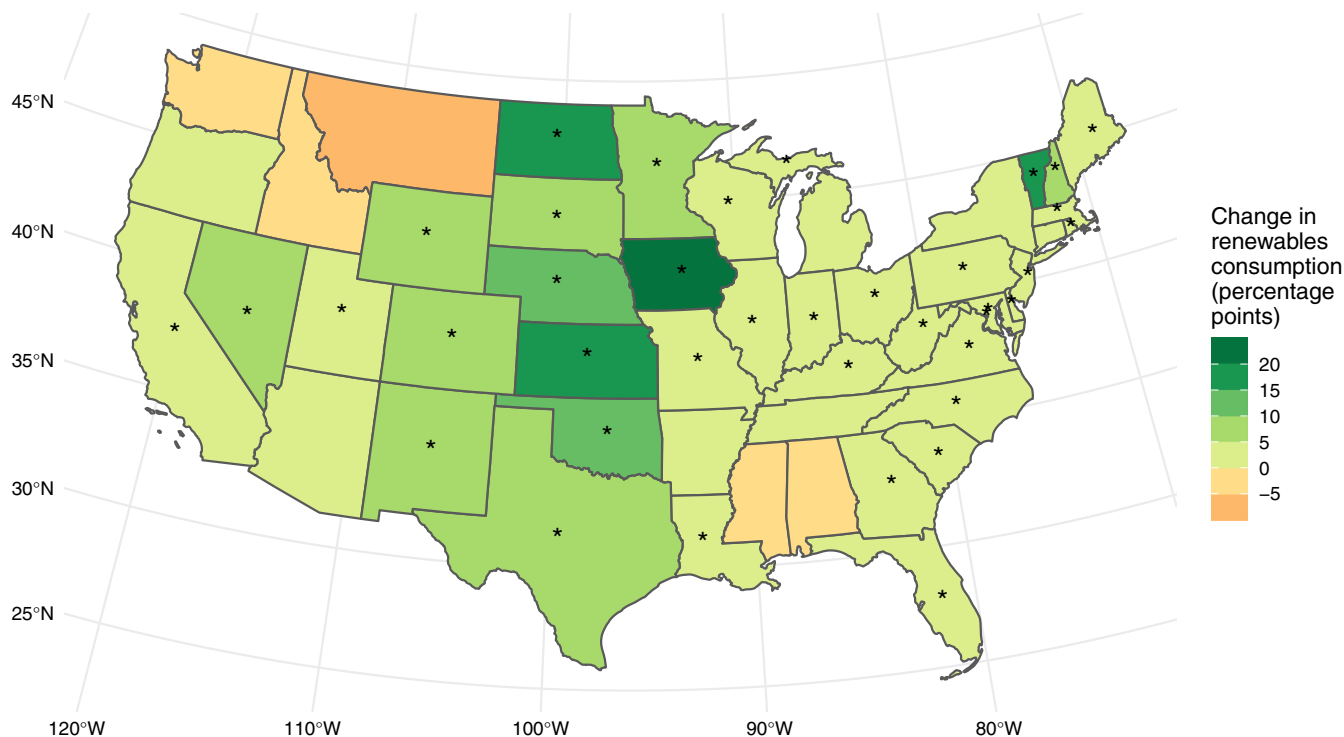 45°N
40°N
35°N
30°N
25°N
120°W
110°W
100°W
90°W
80°W
Change in
renewables
consumption
(percentage
points)
20
15
10
5
0
−5